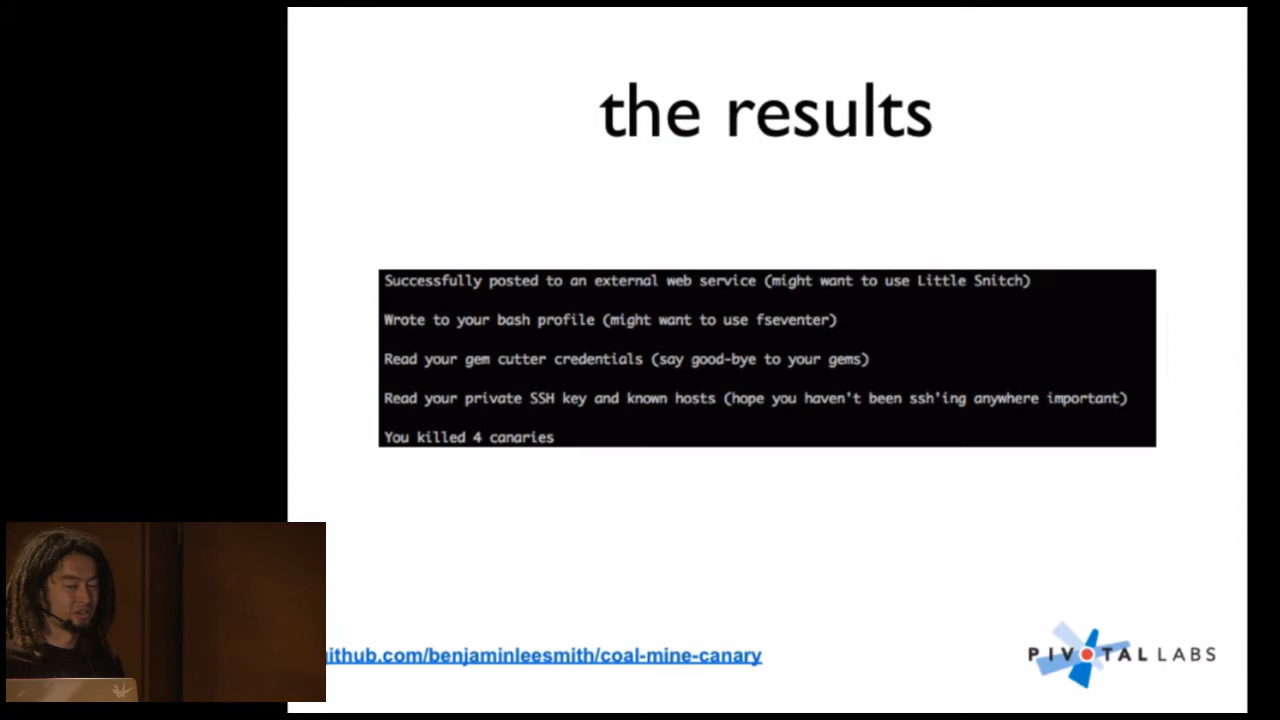 the results
Successfully posted to an external web service (might want to use Little Snitch)
Wrote to your bash profile (might want to use fseventer)
Read your gem cutter credentials (say good-bye to your gems)
Read your private SSH key and known hosts (hope you haven't been ssh'ing anywhere important)
You killed 4 canaries
ithub.com/benjaminleesmith/coal-mine-canary
PIVOTAL LABS